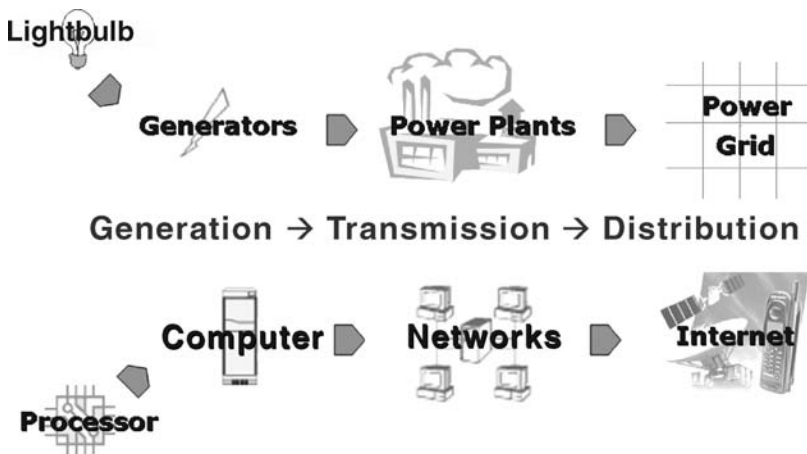 Lightbulb
Generators
Power Plants
Power
Grid
Generation → Transmission → Distribution
Computer
Networks
Internet
Processor